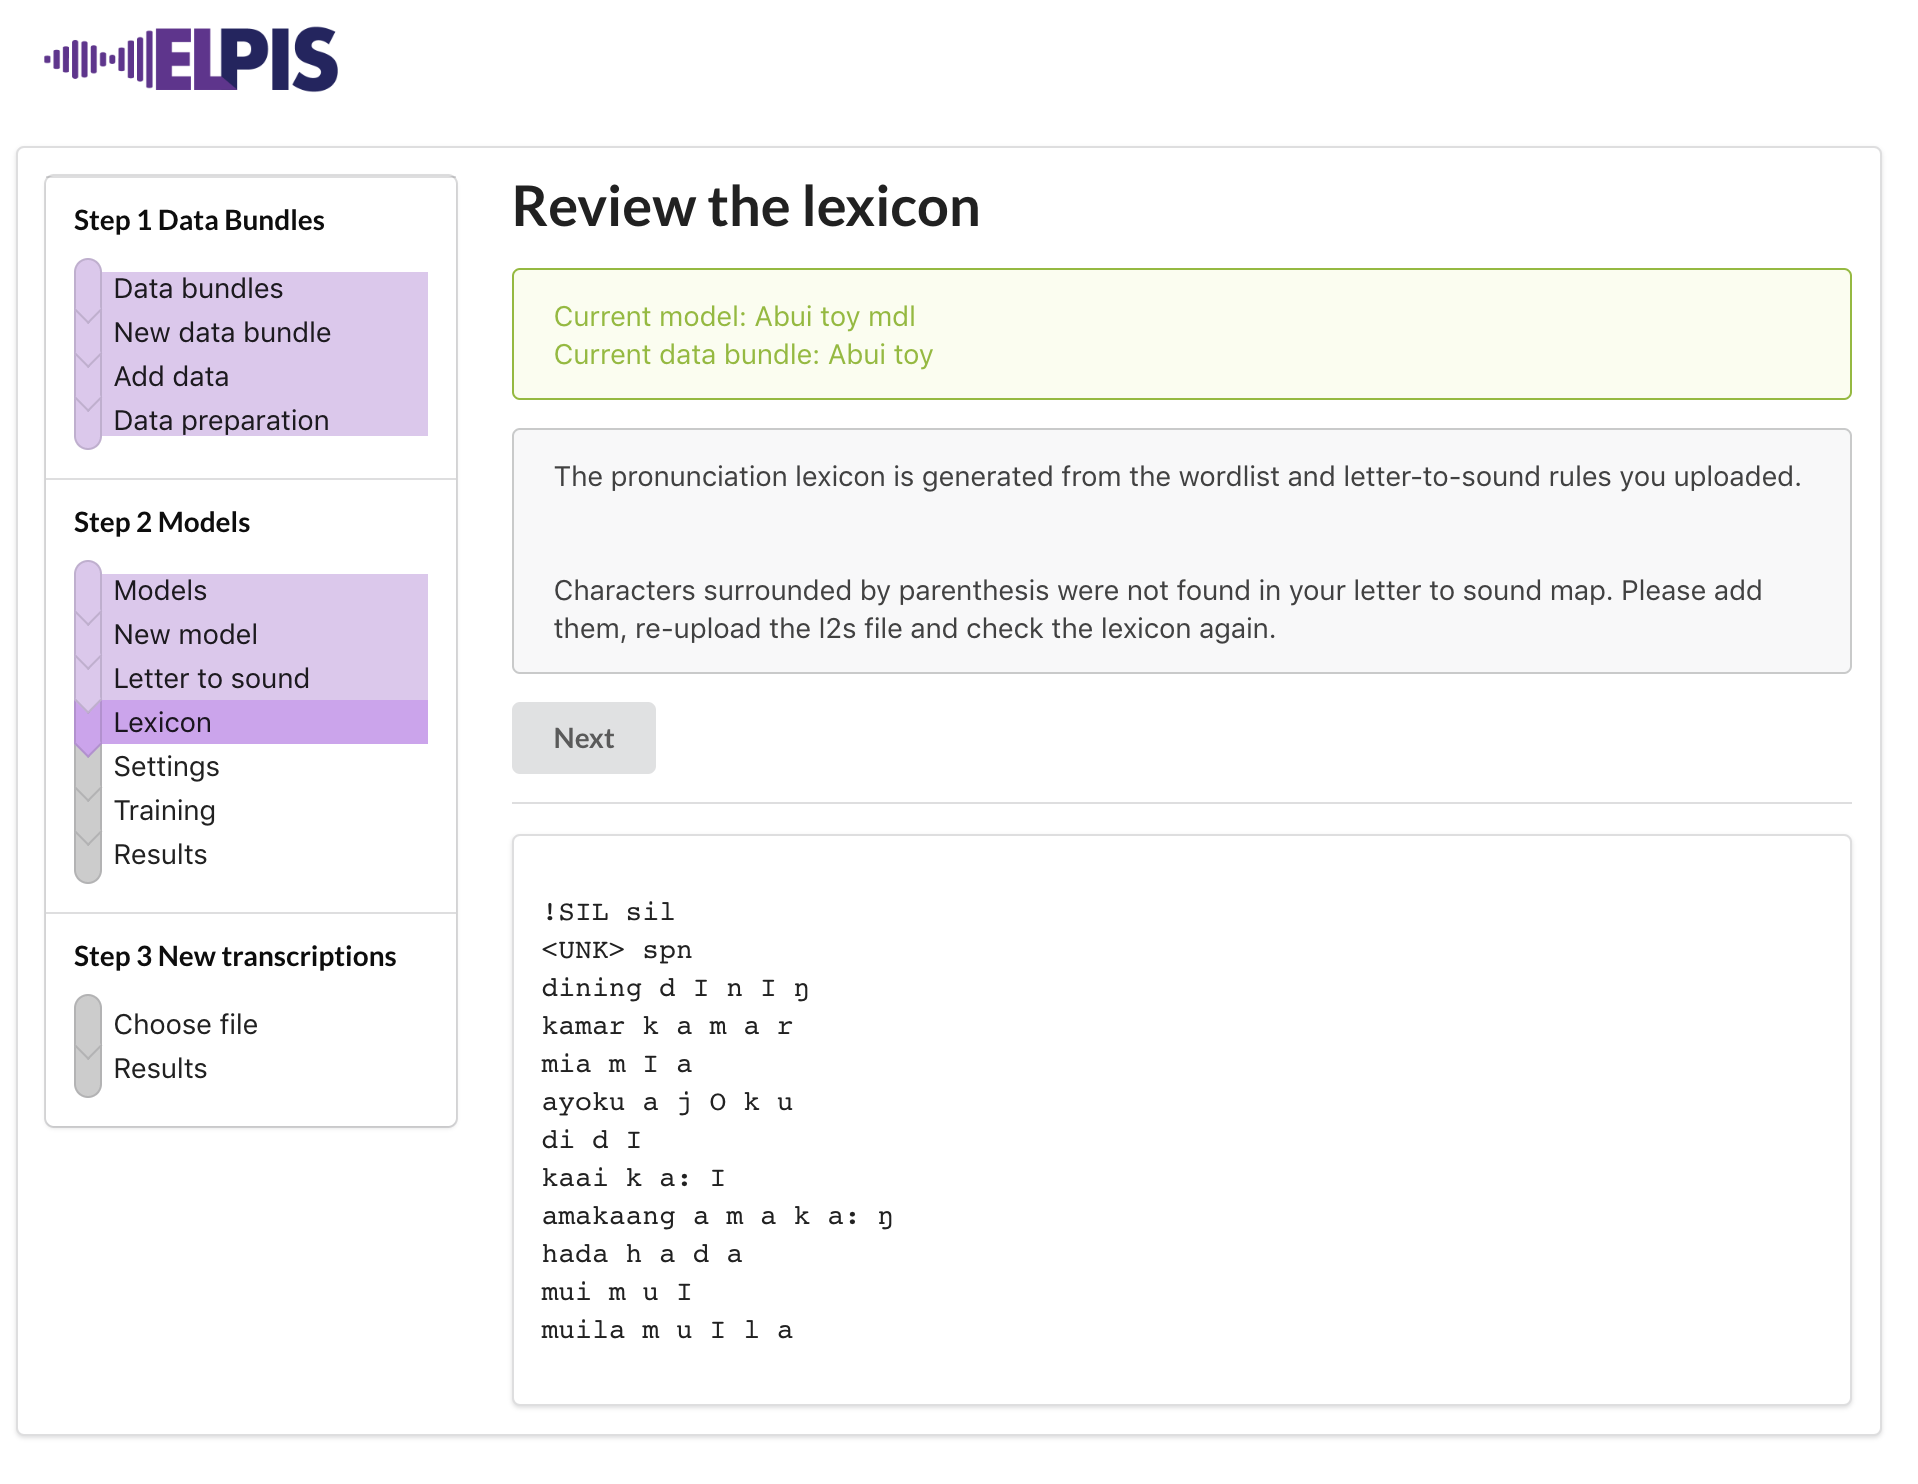 ELPIS
Step 1 Data Bundles
Data bundles
New data bundle
Add data
Data preparation
Step 2 Models
Models
New model
Letter to sound
Lexicon
Settings
Training
Results
Step 3 New transcriptions
Choose file
Results
Review the lexicon
Current model: Abui toy mdl
Current data bundle: Abui toy
The pronunciation lexicon is generated from the wordlist and letter-to-sound rules you uploaded.
Characters surrounded by parenthesis were not found in your letter to sound map. Please add
them, re-upload the l2s file and check the lexicon again.
Next
!SIL sil
<UNK> spn
dining d I n I ŋ
kamar k a m a r
mia m I a
ayoku a j O k u
di d I
kaai k a: I
amakaang a m a k a: ŋ
hada h a d a
mui m u I
muila m u I l a